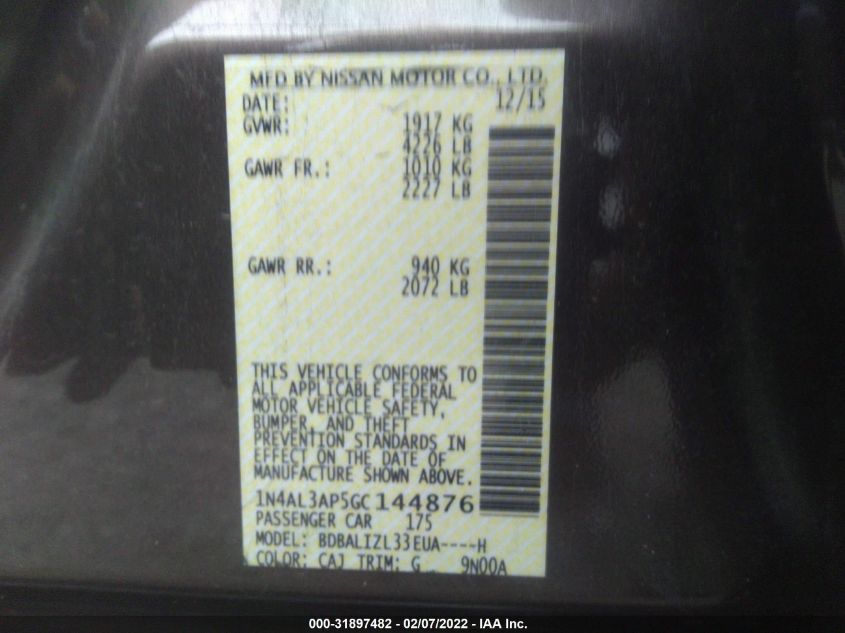 MFD BY NISSAN MOTOR CO., LTD.
DATE: 12/15
GVWR: 1917 KG
4226 LB
GAWR FR.: 1010 KG
2227 LB
GAWR RR.: 940 KG
2072 LB
THIS VEHICLE CONFORMS TO
ALL APPLICABLE FEDERAL
MOTOR VEHICLE SAFETY,
BUMPER, AND THEFT
PREVENTION STANDARDS IN
EFFECT ON THE DATE OF
MANUFACTURE SHOWN ABOVE.
1N4AL3AP5GC144876
PASSENGER CAR 175
MODEL: BDBALIZL33EUA----H
COLOR: CAJ TRIM: G 9N00A
000-31897482 - 02/07/2022 - IAA Inc.